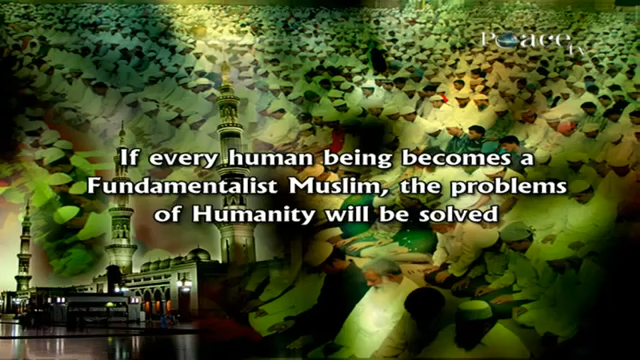 Peace TV
If every human being becomes a
Fundamentalist Muslim, the problems
of Humanity will be solved